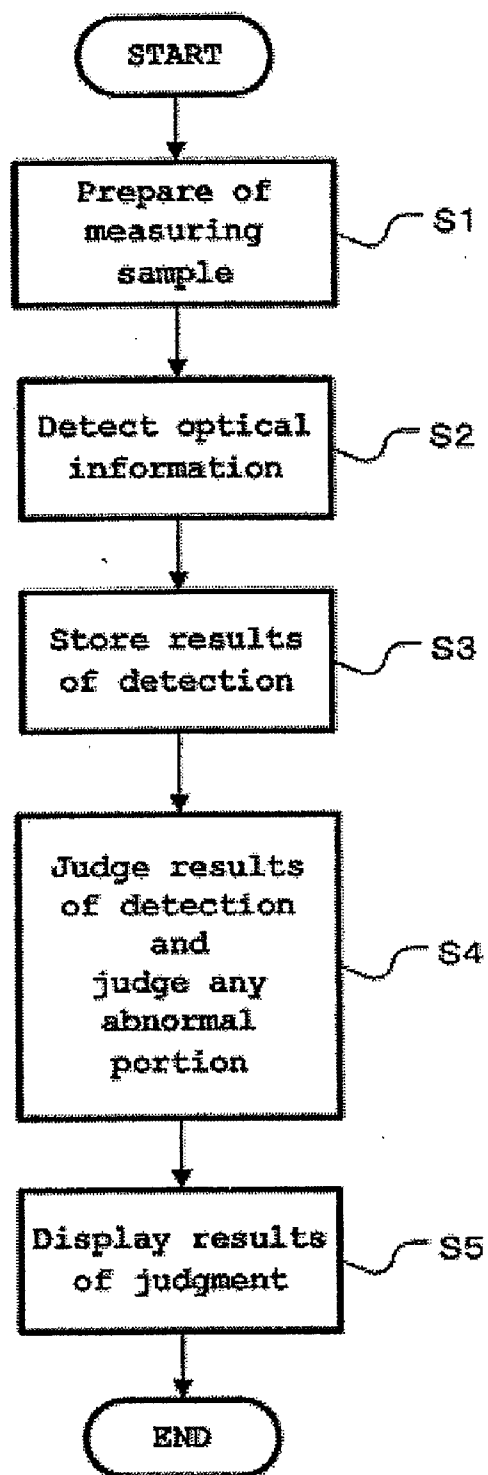 START
Prepare of
measuring
sample
S1
Detect optical
information
S2
Store results
of detection
S3
Judge results
of detection
and
judge any
abnormal
portion
S4
Display results
of judgment
S5
END